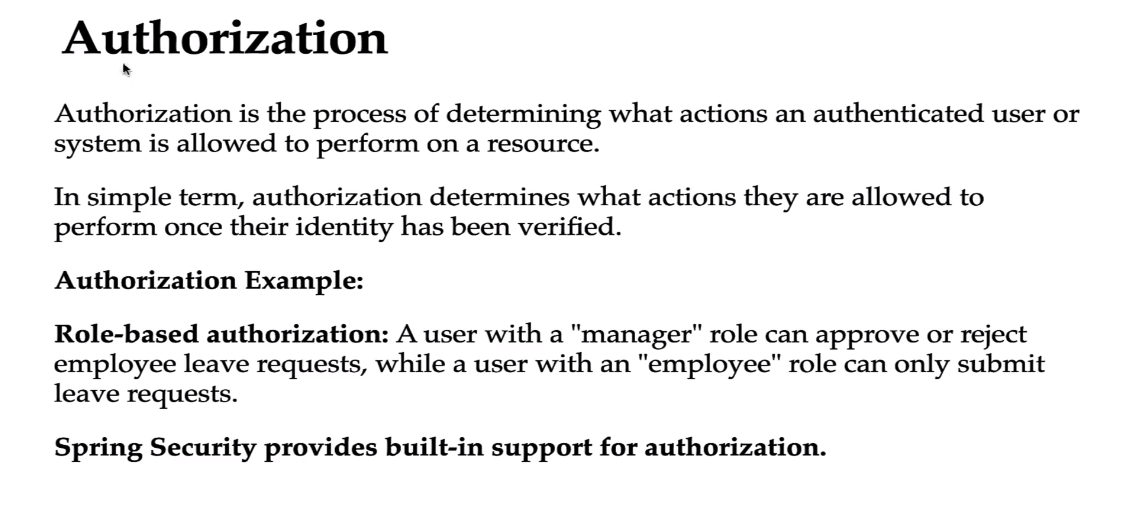 Authorization
Authorization is the process of determining what actions an authenticated user or
system is allowed to perform on a resource.
In simple term, authorization determines what actions they are allowed to
perform once their identity has been verified.
Authorization Example:
Role-based authorization: A user with a "manager" role can approve or reject
employee leave requests, while a user with an "employee" role can only submit
leave requests.
Spring Security provides built-in support for authorization.